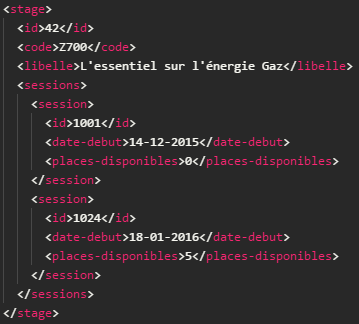 <stage>
<id>42</id>
<code>Z700</code>
<libelle>L'essentiel sur l'énergie Gaz</libelle>
<sessions>
<session>
<id>1001</id>
<date-debut>14-12-2015</date-debut>
<places-disponibles>0</places-disponibles>
</session>
<session>
<id>1024</id>
<date-debut>18-01-2016</date-debut>
<places-disponibles>5</places-disponibles>
</session>
</sessions>
</stage>